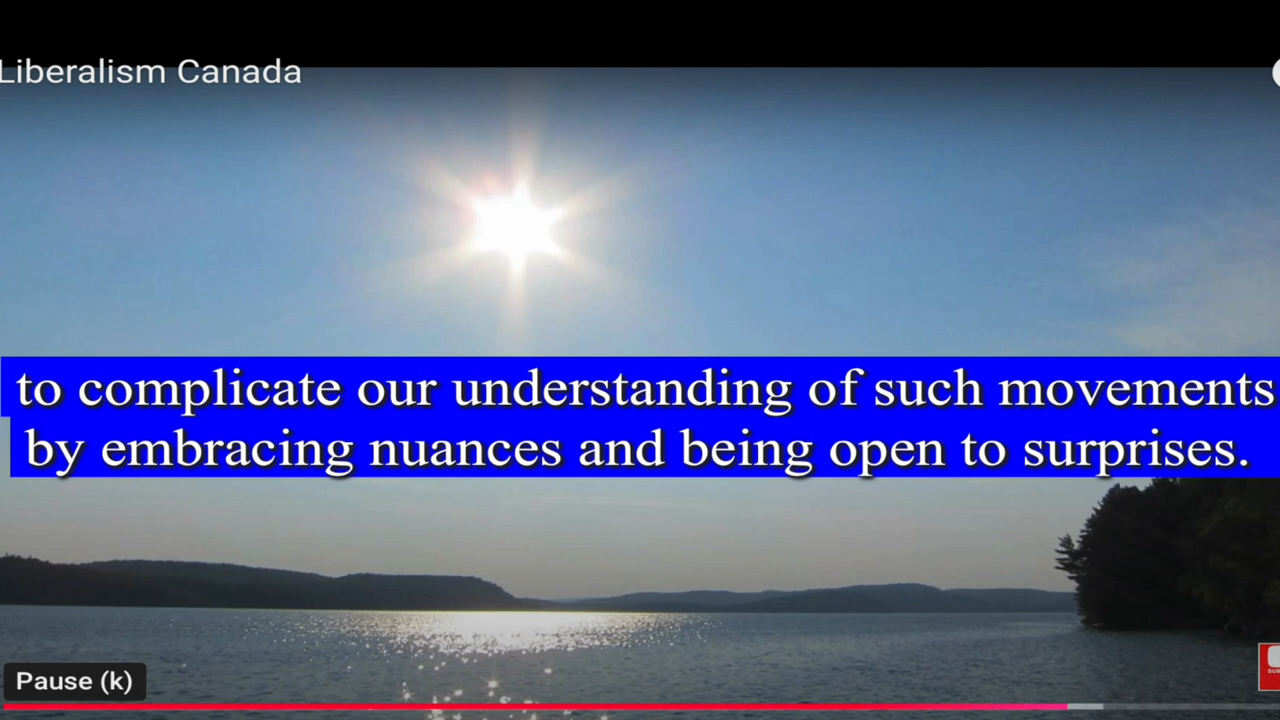 Liberalism Canada
to complicate our understanding of such movements
by embracing nuances and being open to surprises.
Pause (k)